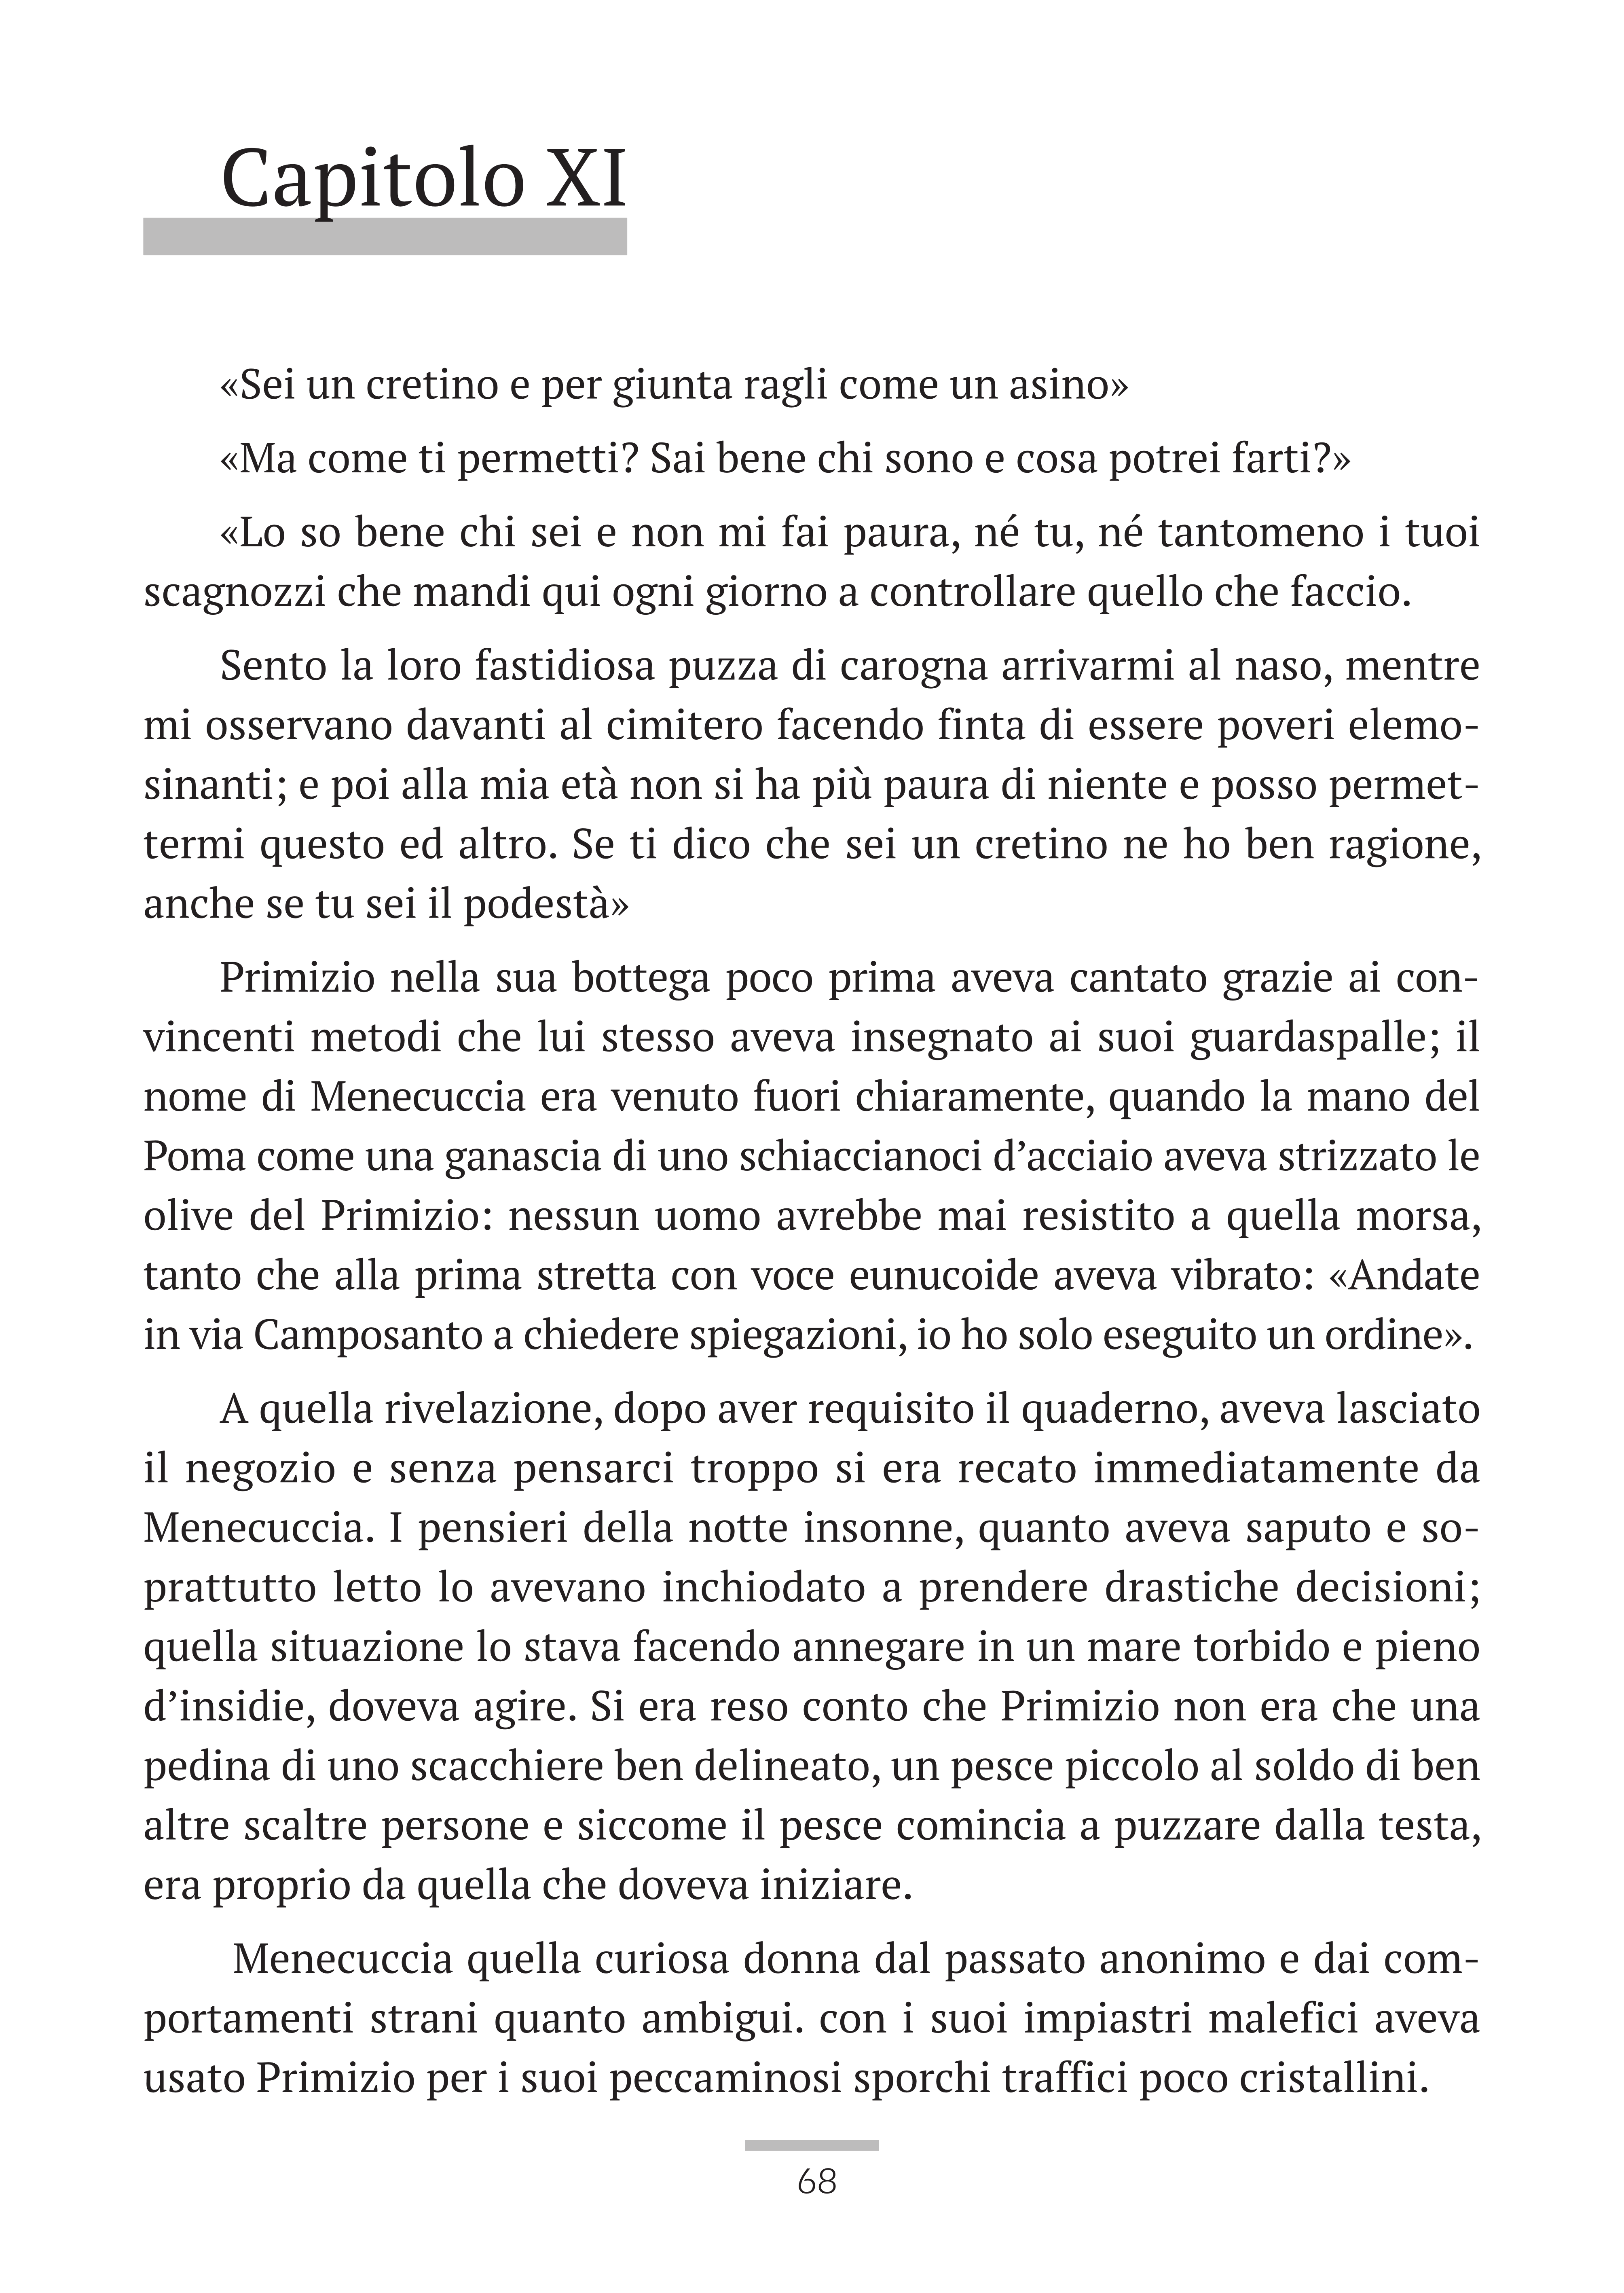 Capitolo XI
«Sei un cretino e per giunta ragli come un asino»
«Ma come ti permetti? Sai bene chi sono e cosa potrei farti?»
«Lo so bene chi sei e non mi fai paura, né tu, né tantomeno i tuoi
scagnozzi che mandi qui ogni giorno a controllare quello che faccio.
Sento la loro fastidiosa puzza di carogna arrivarmi al naso, mentre
mi osservano davanti al cimitero facendo finta di essere poveri elemo-
sinanti; e poi alla mia età non si ha più paura di niente e posso permet-
termi questo ed altro. Se ti dico che sei un cretino ne ho ben ragione,
anche se tu sei il podestà»
Primizio nella sua bottega poco prima aveva cantato grazie ai con-
vincenti metodi che lui stesso aveva insegnato ai suoi guardaspalle; il
nome di Menecuccia era venuto fuori chiaramente, quando la mano del
Poma come una ganascia di uno schiaccianoci d’acciaio aveva strizzato le
olive del Primizio: nessun uomo avrebbe mai resistito a quella morsa,
tanto che alla prima stretta con voce eunucoide aveva vibrato: «Andate
in via Camposanto a chiedere spiegazioni, io ho solo eseguito un ordine».
A quella rivelazione, dopo aver requisito il quaderno, aveva lasciato
il negozio e senza pensarci troppo si era recato immediatamente da
Menecuccia. I pensieri della notte insonne, quanto aveva saputo e so-
prattutto letto lo avevano inchiodato a prendere drastiche decisioni;
quella situazione lo stava facendo annegare in un mare torbido e pieno
d’insidie, doveva agire. Si era reso conto che Primizio non era che una
pedina di uno scacchiere ben delineato, un pesce piccolo al soldo di ben
altre scaltre persone e siccome il pesce comincia a puzzare dalla testa,
era proprio da quella che doveva iniziare.
Menecuccia quella curiosa donna dal passato anonimo e dai com-
portamenti strani quanto ambigui. con i suoi impiastri malefici aveva
usato Primizio per i suoi peccaminosi sporchi traffici poco cristallini.
68